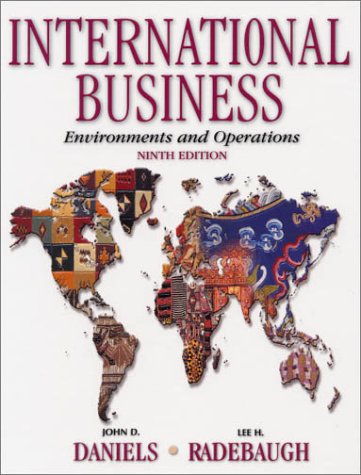 INTERNATIONAL
BUSINESS
Environments and Operations
NINTH EDITION
JOHN D. LEE H.
DANIELS • RADEBAUGH